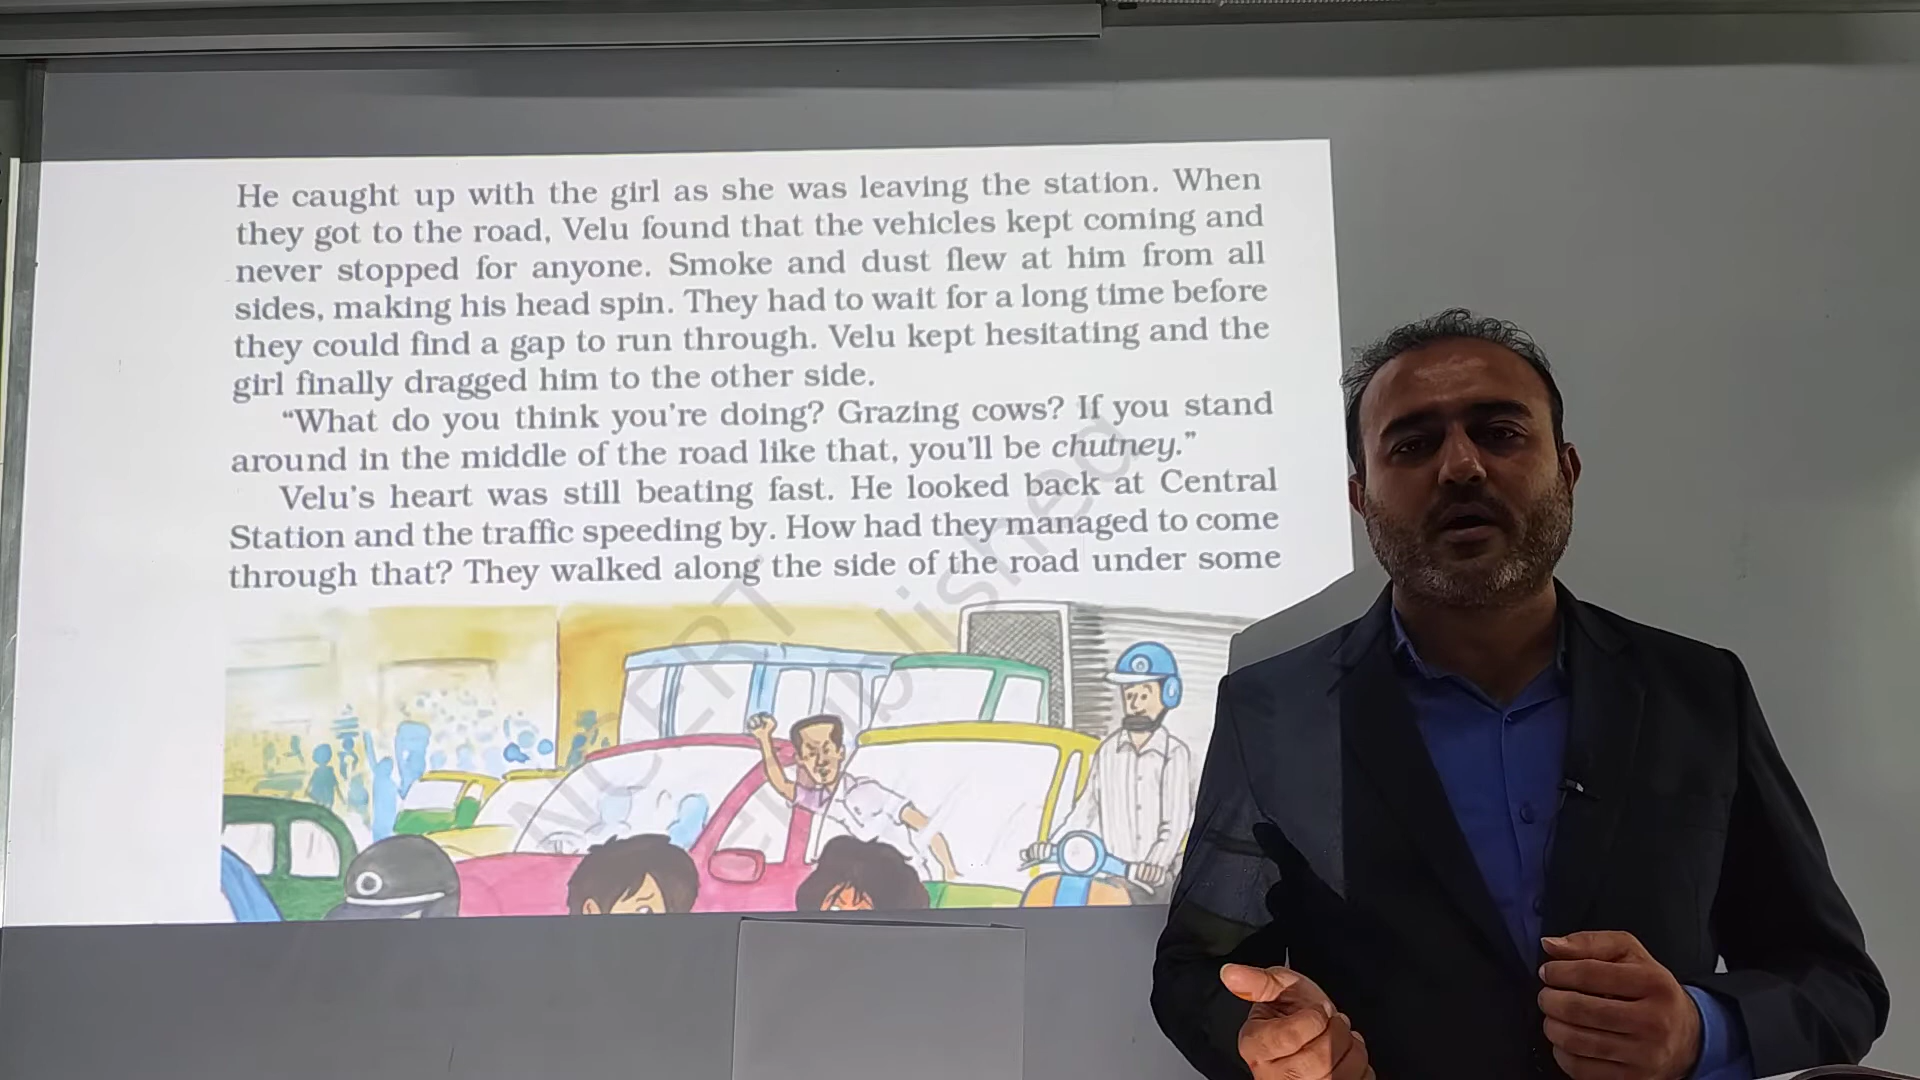 He caught up with the girl as she was leaving the station. When
they got to the road, Velu found that the vehicles kept coming and
never stopped for anyone. Smoke and dust flew at him from all
sides, making his head spin. They had to wait for a long time before
they could find a gap to run through. Velu kept hesitating and the
girl finally dragged him to the other side.
“What do you think you’re doing? Grazing cows? If you stand
around in the middle of the road like that, you’ll be chutney.”
Velu’s heart was still beating fast. He looked back at Central
Station and the traffic speeding by. How had they managed to come
through that? They walked along the side of the road under some
NCERT